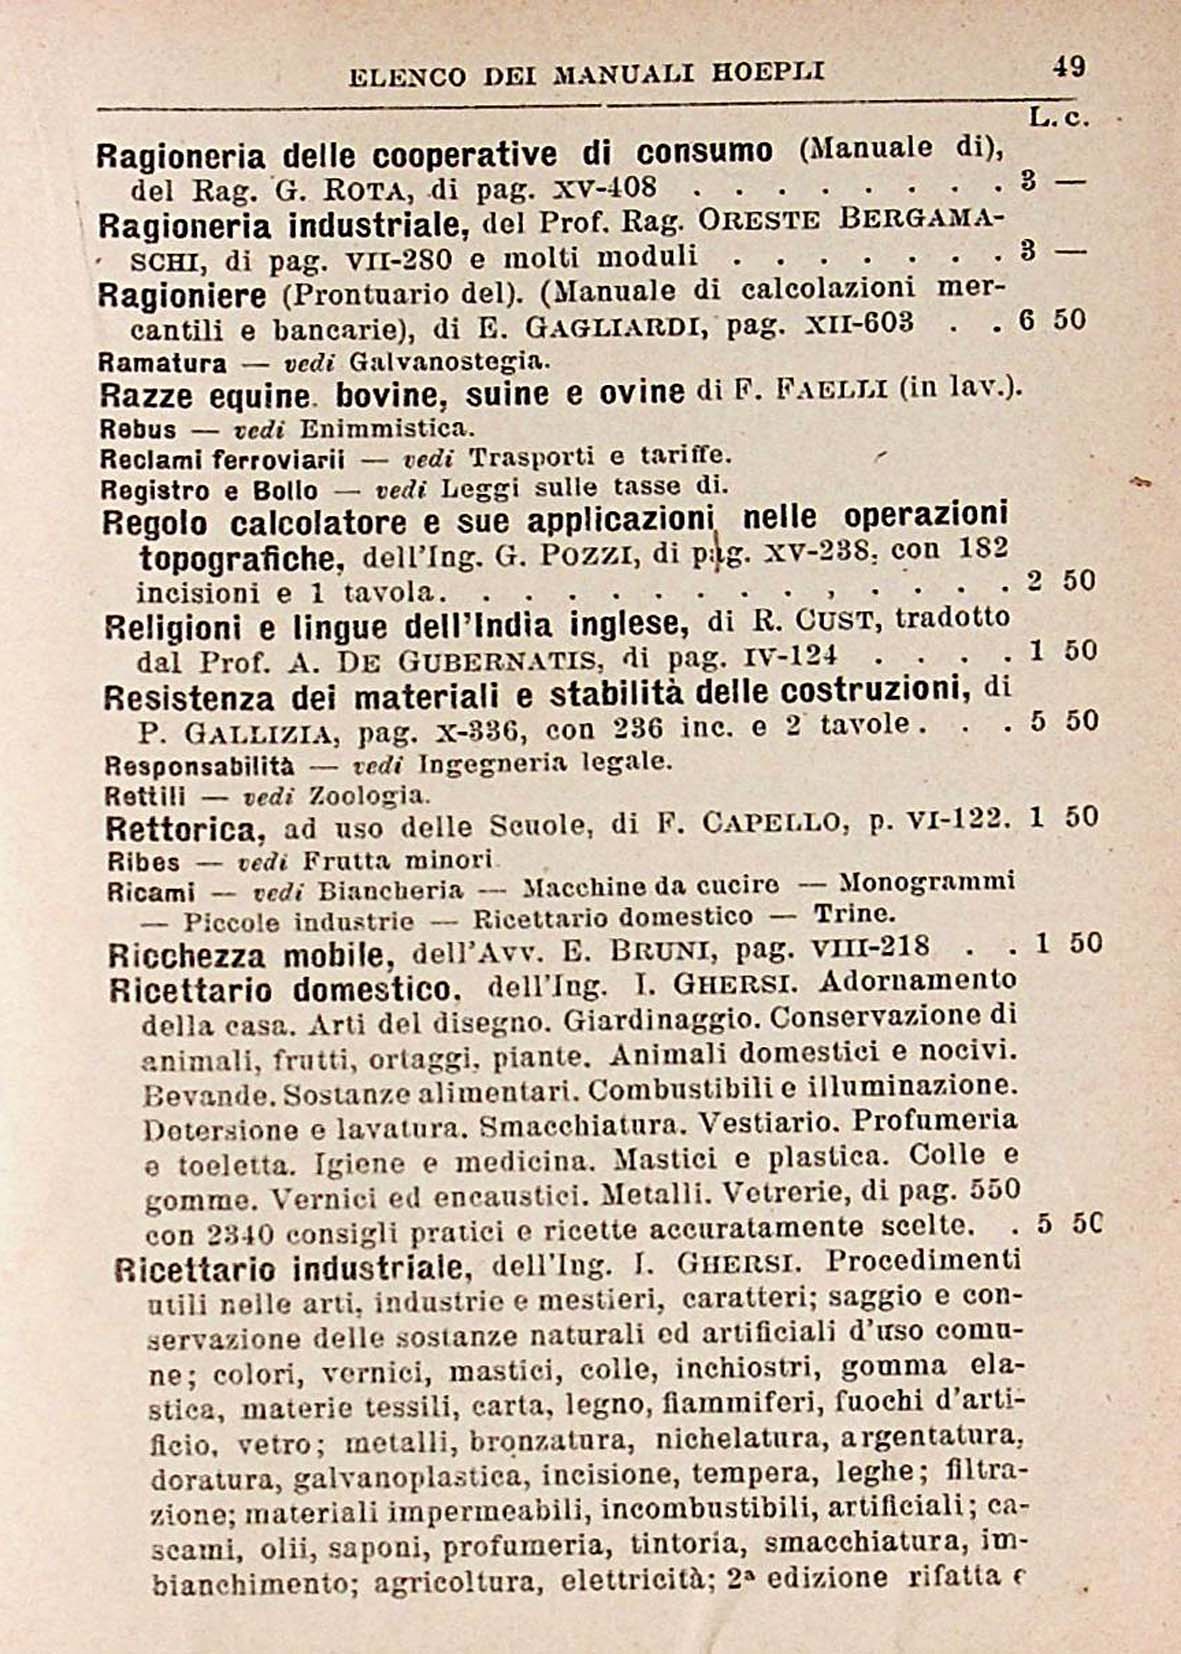 ELENCO DEI MANUALI HOEPLI 49
L. c.
Ragioneria delle cooperative di consumo (Manuale di),
del Rag. G. ROTA, di pag. XV-408 . . . . . . . . 3 —
Ragioneria industriale, del Prof. Rag. ORESTE BERGAMA-
SCHI, di pag. VII-280 e molti moduli . . . . . . . 3 —
Ragioniere (Prontuario del). (Manuale di calcolazioni mer-
cantili e bancarie), di E. GAGLIARDI, pag. XII-603 . . 6 50
Ramatura — vedi Galvanostegia.
Razze equine. bovine, suine e ovine di F. FAELLI (in lav.).
Rebus — vedi Enimmistica.
Reclami ferroviarii — vedi Trasporti e tariffe.
Registro e Bollo — vedi Leggi sulle tasse di.
Regolo calcolatore e sue applicazioni nelle operazioni
topografiche, dell'Ing. G. POZZI, di pag. XV-238, con 182
incisioni e 1 tavola. . . . . . . . . . . . . . 2 50
Religioni e lingue dell'India inglese, di R. CUST, tradotto
dal Prof. A. DE GUBERNATIS, di pag. IV-124 . . . . 1 50
Resistenza dei materiali e stabilità delle costruzioni, di
P. GALLIZIA, pag. X-336, con 236 inc. e 2 tavole . . . 5 50
Responsabilità — vedi Ingegneria legale.
Rettili — vedi Zoologia.
Rettorica, ad uso delle Scuole, di F. CAPELLO, p. VI-122. 1 50
Ribes — vedi Frutta minori
Ricami — vedi Biancheria — Macchine da cucire — Monogrammi
— Piccole industrie — Ricettario domestico — Trine.
Ricchezza mobile, dell'Avv. E. BRUNI, pag. VIII-218 . . 1 50
Ricettario domestico. dell'Ing. I. GHERSI. Adornamento
della casa. Arti del disegno. Giardinaggio. Conservazione di
animali, frutti, ortaggi, piante. Animali domestici e nocivi.
Bevande. Sostanze alimentari. Combustibili e illuminazione.
Detersione e lavatura. Smacchiatura. Vestiario. Profumeria
e toeletta. Igiene e medicina. Mastici e plastica. Colle e
gomme. Vernici ed encaustici. Metalli. Vetrerie, di pag. 550
con 2340 consigli pratici e ricette accuratamente scelte. . 5 50
Ricettario industriale, dell'Ing. I. GHERSI. Procedimenti
utili nelle arti, industrie e mestieri, caratteri; saggio e con-
servazione delle sostanze naturali ed artificiali d'uso comu-
ne; colori, vernici, mastici, colle, inchiostri, gomma ela-
stica, materie tessili, carta, legno, fiammiferi, fuochi d'arti-
ficio, vetro; metalli, bronzatura, nichelatura, argentatura,
doratura, galvanoplastica, incisione, tempera, leghe; filtra-
zione; materiali impermeabili, incombustibili, artificiali; ca-
scami, olii, saponi, profumeria, tintoria, smacchiatura, im-
bianchimento; agricoltura, elettricità; 2ª edizione rifatta e